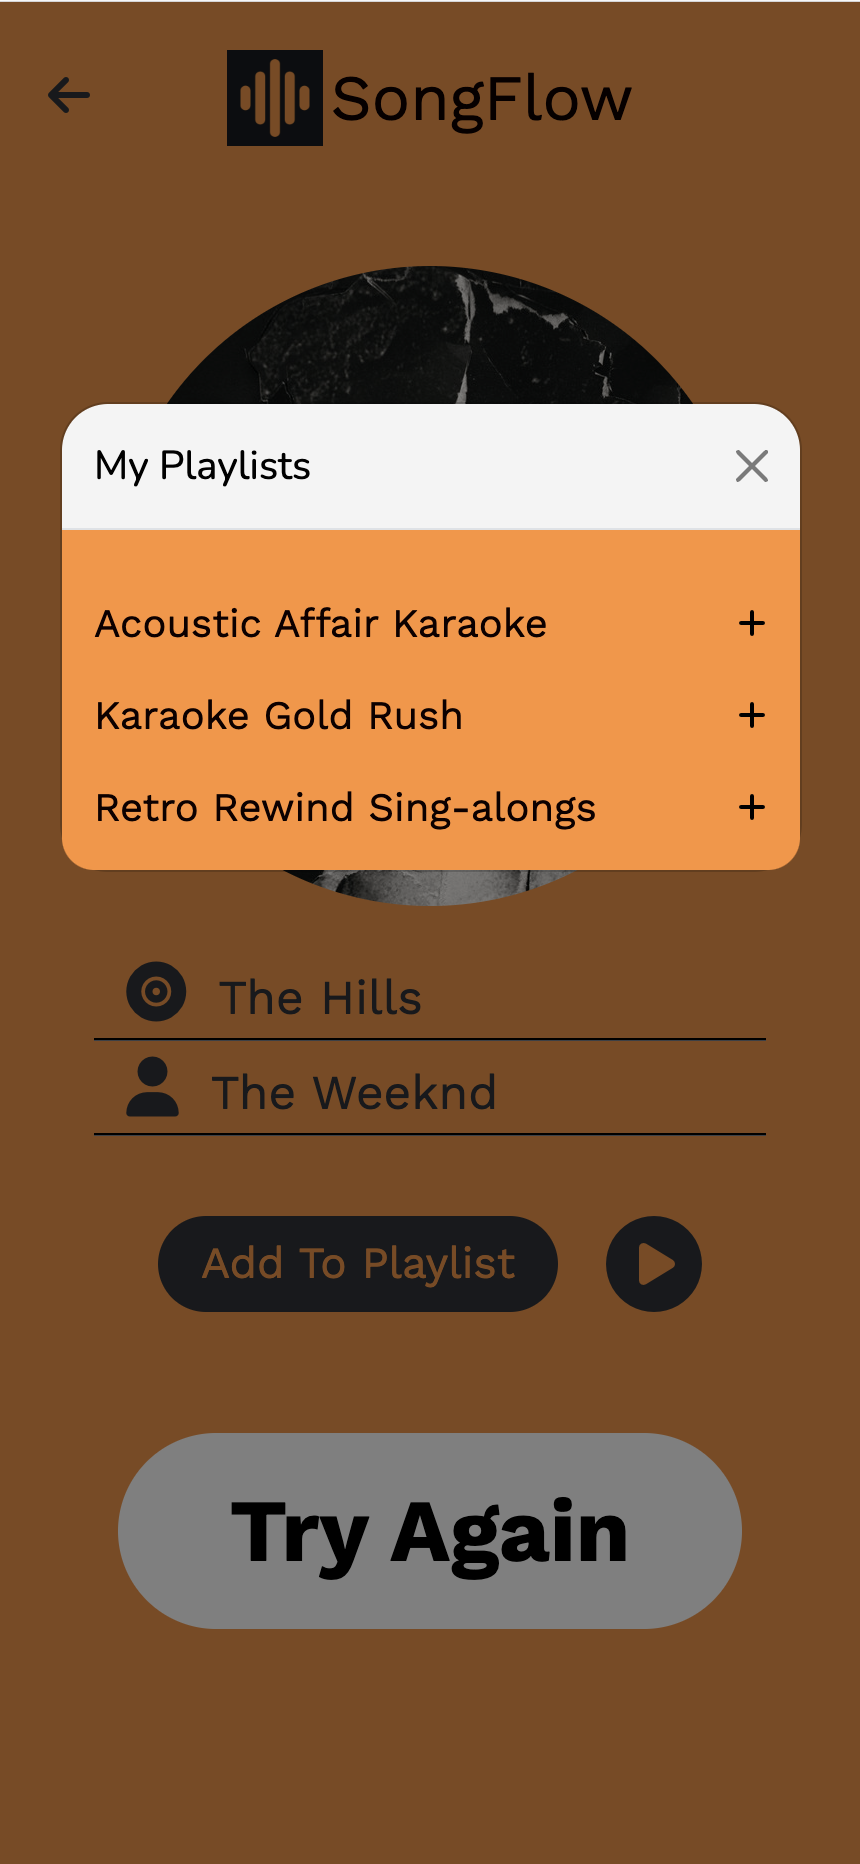 SongFlow
My Playlists
Acoustic Affair Karaoke
Karaoke Gold Rush
Retro Rewind Sing-alongs
The Hills
The Weeknd
Add To Playlist
Try Again